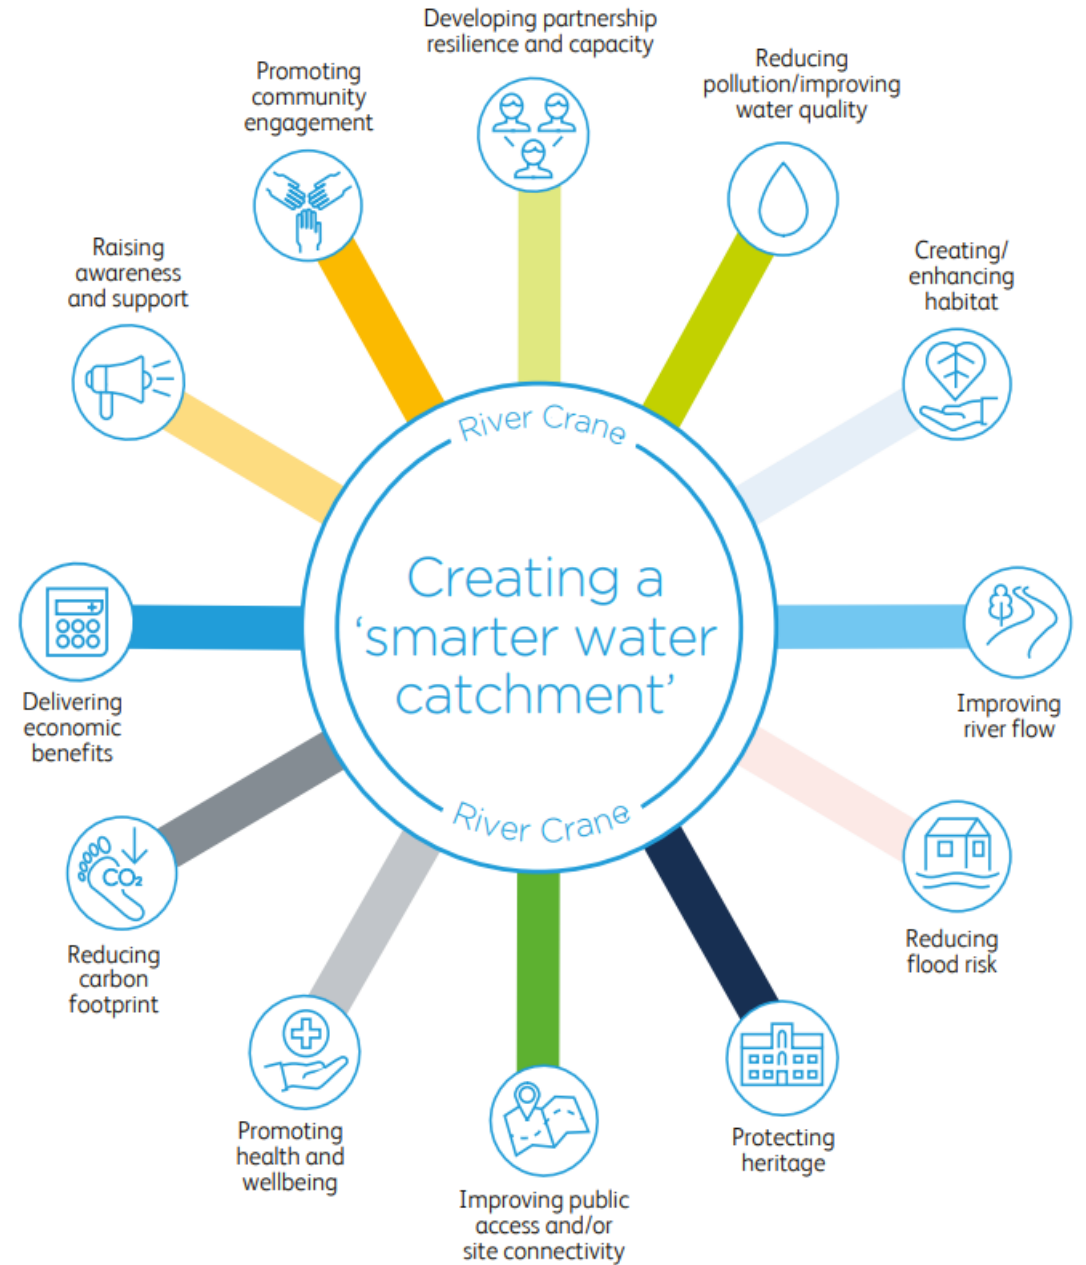 Developing partnership
resilience and capacity
Reducing
pollution/improving
water quality
Creating/
enhancing
habitat
Improving
river flow
Reducing
flood risk
Protecting
heritage
Improving public
access and/or
site connectivity
Promoting
health and
wellbeing
Reducing
carbon
footprint
CO₂
Delivering
economic
benefits
Raising
awareness
and support
Promoting
community
engagement
River Crane
Creating a
‘smarter water
catchment’
River Crane